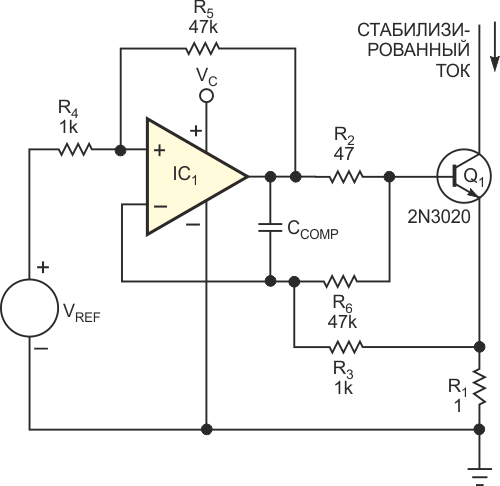 R5
47k
СТАБИЛИЗИ-
РОВАННЫЙ
ТОК
VC
R4
1k
+
+
IC1
−
−
R2
47
Q1
2N3020
CCOMP
+
VREF
−
R6
47k
R3
1k
R1
1